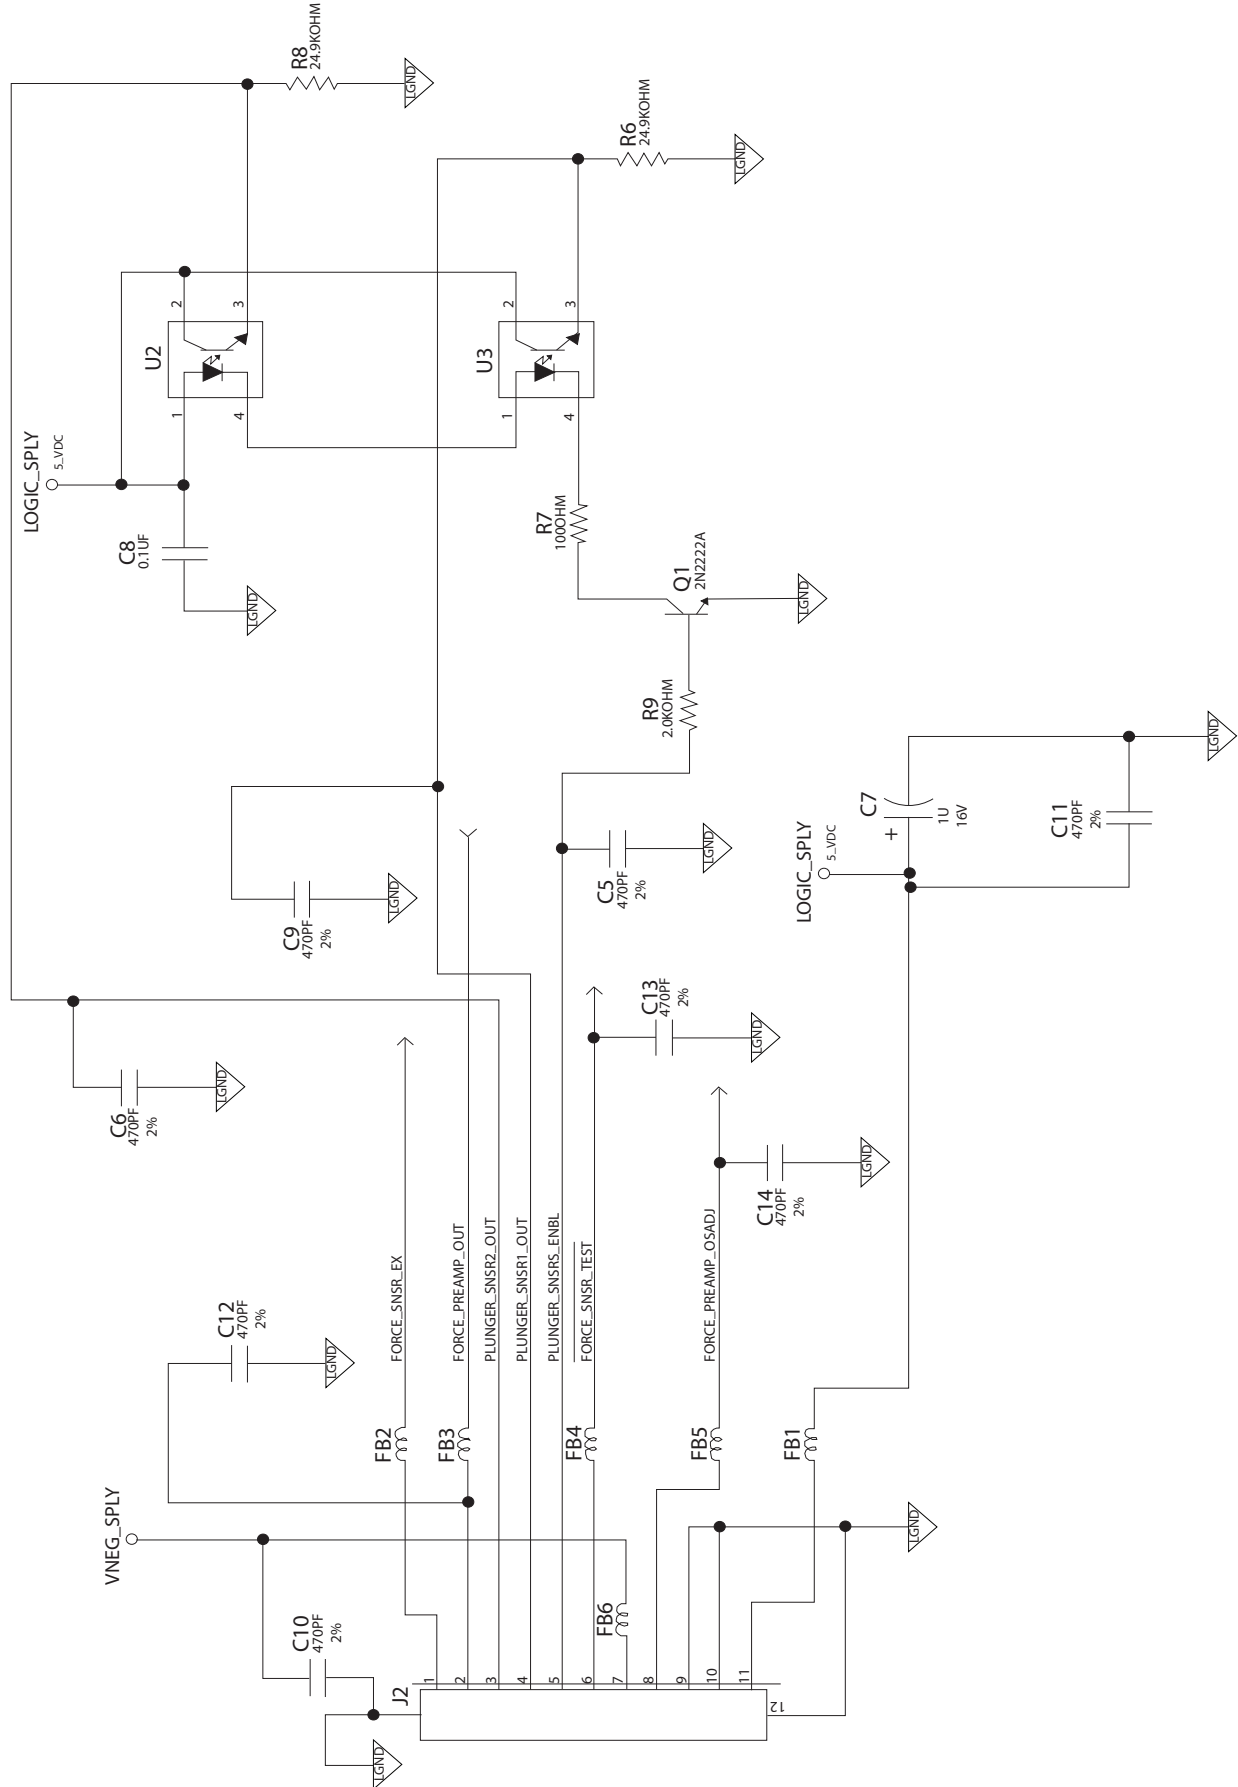 R8
24.9KOHM
LGND
R6
24.9KOHM
LGND
2
3
U2
1
4
2
3
U3
1
4
LOGIC_SPLY
5_VDC
C8
0.1UF
LGND
R7
100OHM
Q1
2N2222A
LGND
R9
2.0KOHM
C9
470PF
2%
LGND
C5
470PF
2%
LGND
LOGIC_SPLY
5_VDC
C7
+
1U
16V
C11
470PF
2%
LGND
C6
470PF
2%
LGND
C13
470PF
2%
LGND
C14
470PF
2%
LGND
C12
470PF
2%
LGND
FORCE_SNSR_EX
FORCE_PREAMP_OUT
PLUNGER_SNSR2_OUT
PLUNGER_SNSR1_OUT
PLUNGER_SNSRS_ENBL
FORCE_SNSR_TEST
FORCE_PREAMP_OSADJ
FB2
FB3
FB4
FB5
FB1
VNEG_SPLY
C10
470PF
2%
LGND
FB6
LGND
J2
1
2
3
4
5
6
7
8
9
10
11
12